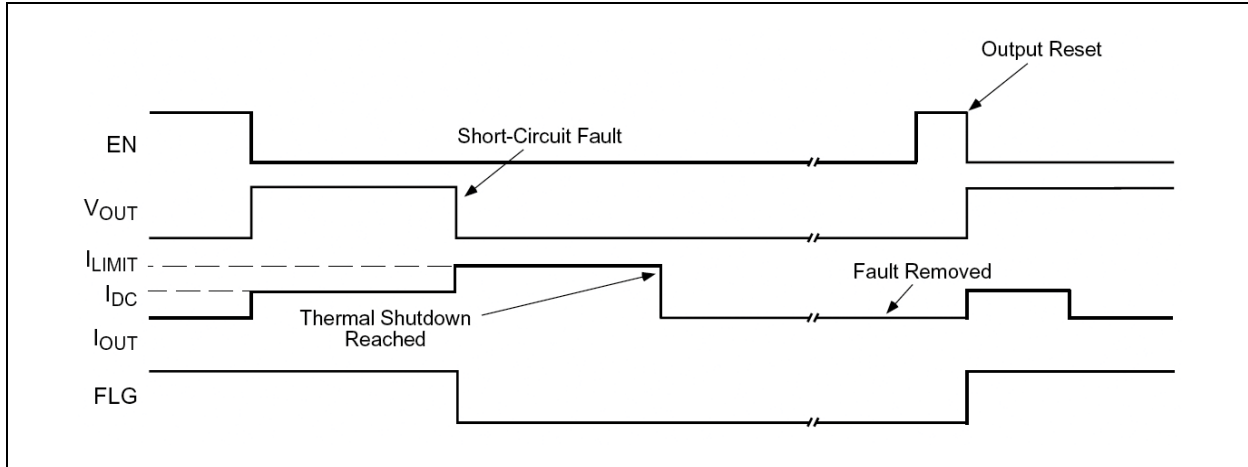 Output Reset
EN
Short-Circuit Fault
VOUT
ILIMIT
IDC
Fault Removed
Thermal Shutdown
Reached
IOUT
FLG